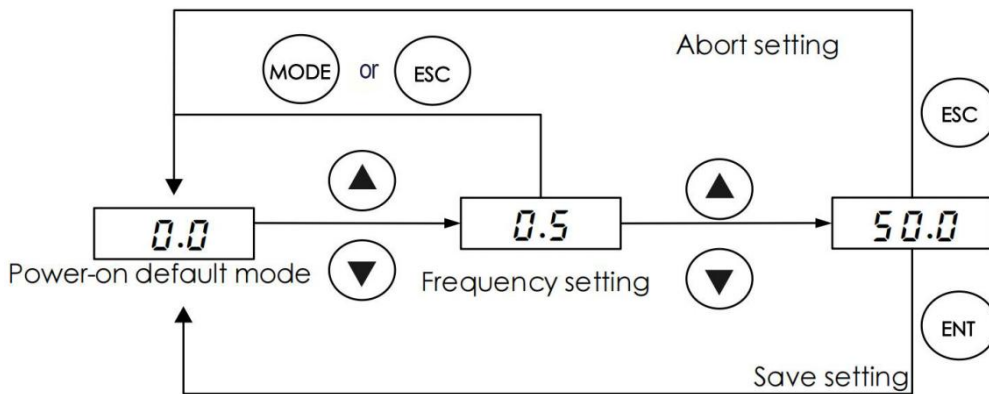 Abort setting
MODE or ESC
ESC
0.0
0.5
50.0
Power-on default mode
Frequency setting
ENT
Save setting